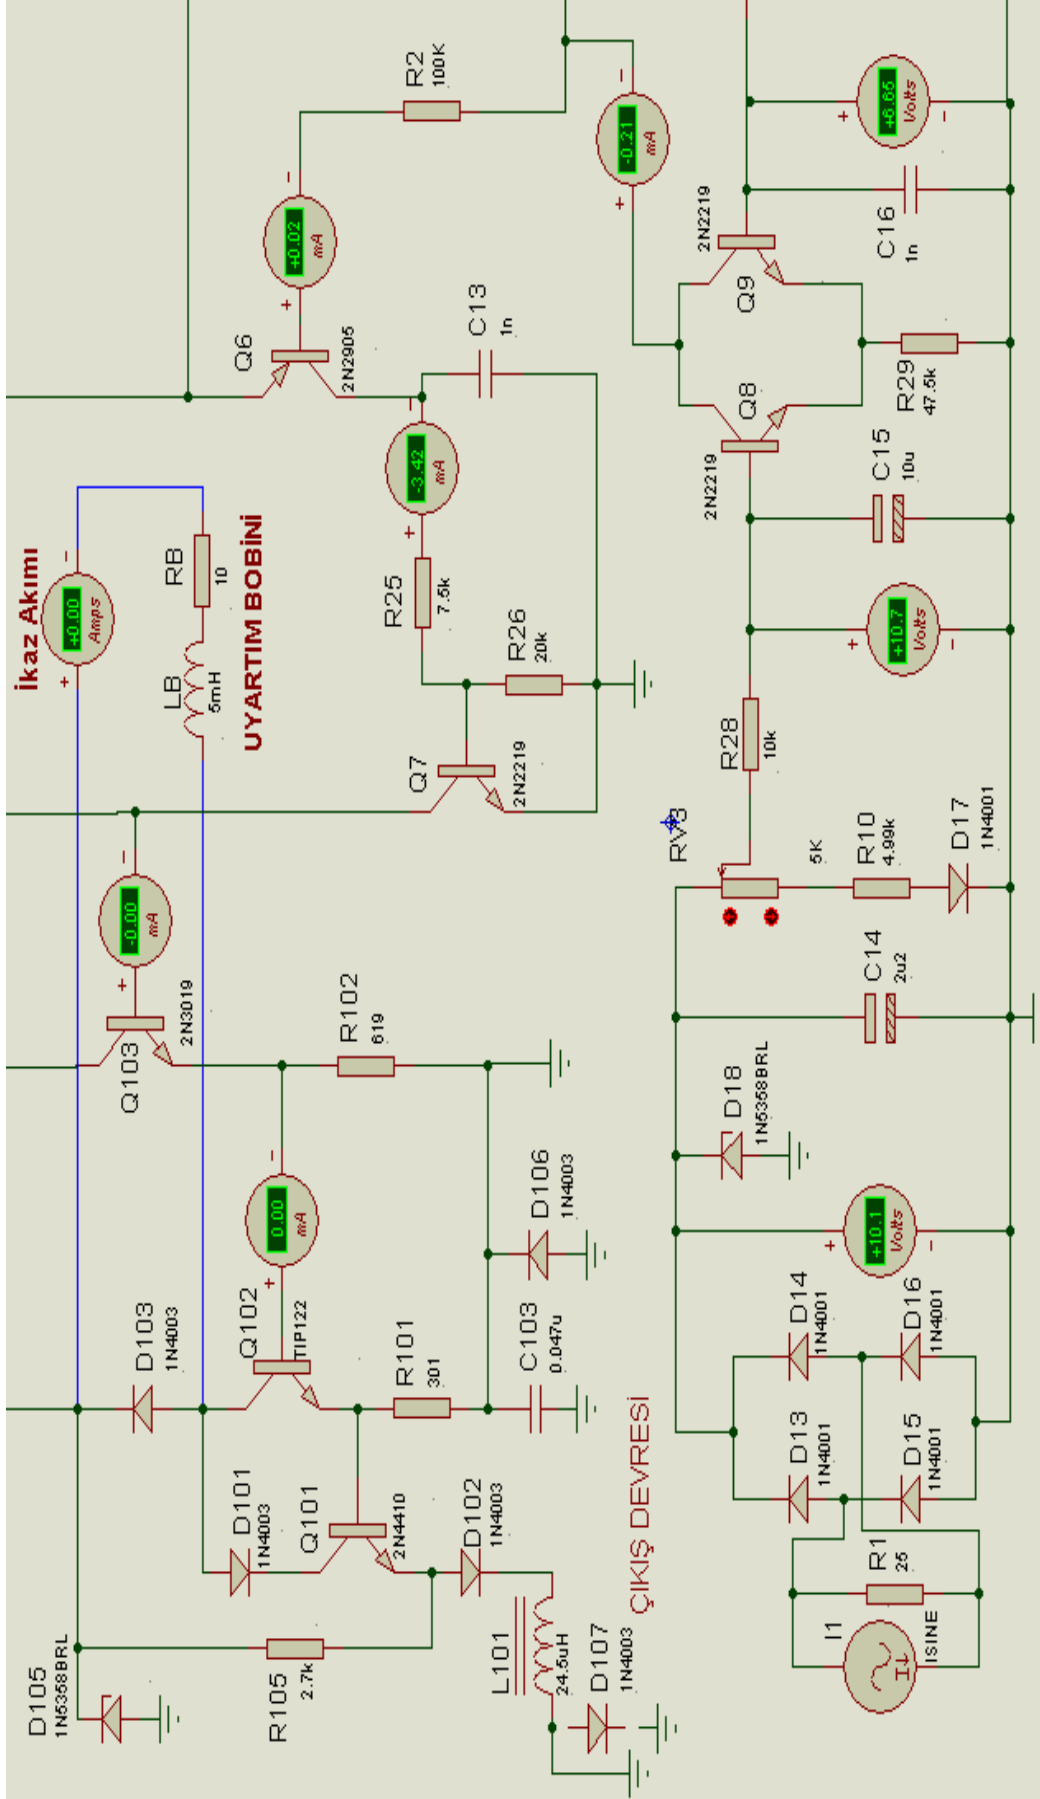 R2
100K
-
-
-0.21
mA
+
+6.65
Volts
+
-
2N2219
Q9
C16
1n
+0.02
mA
-
+
Q6
2N2905
C13
1n
Q8
2N2219
R29
47.5k
C15
10u
-3.42
mA
-
+
İkaz Akımı
-
+0.00
Amps
+
RB
10
LB
5mH
UYARTIM BOBİNİ
R25
7.5k
R26
20k
Q7
2N2219
+10.7
Volts
+
-
R28
10k
RV3
5K
R10
4.99k
D17
1N4001
-0.00
mA
-
+
2N3019
Q103
R102
619
C14
2u2
D18
1N5358BRL
D106
1N4003
0.00
mA
-
+
+10.1
Volts
+
-
D103
1N4003
Q102
TIP122
R101
301
C103
0.047u
D14
1N4001
D16
1N4001
D13
1N4001
D15
1N4001
ÇIKIŞ DEVRESİ
D101
1N4003
Q101
2N4410
D102
1N4003
R1
25
I1
ISINE
D105
1N5358BRL
R105
2.7k
L101
24.5uH
D107
1N4003